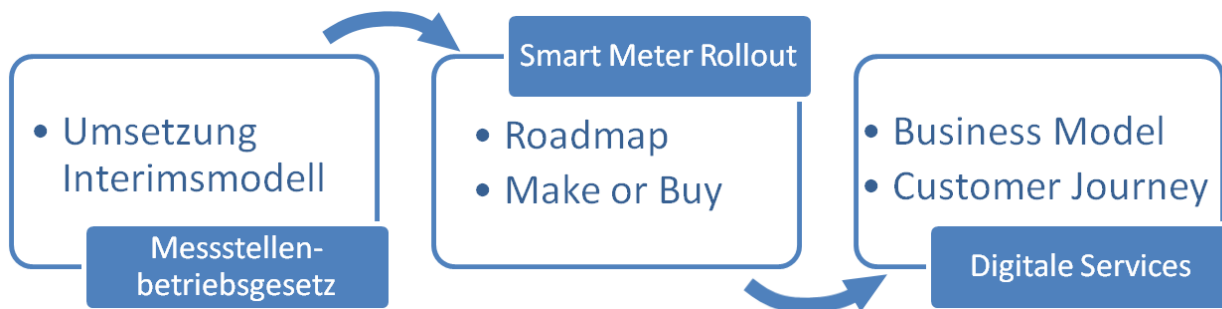 • Umsetzung
Interimsmodell
Messstellen-
betriebsgesetz
Smart Meter Rollout
• Roadmap
• Make or Buy
• Business Model
• Customer Journey
Digitale Services